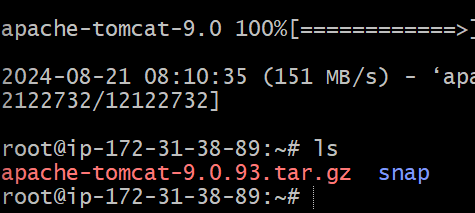 apache-tomcat-9.0 100%[============>]
2024-08-21 08:10:35 (151 MB/s) - ‘apa
2122732/12122732]
root@ip-172-31-38-89:~# ls
apache-tomcat-9.0.93.tar.gz  snap
root@ip-172-31-38-89:~#